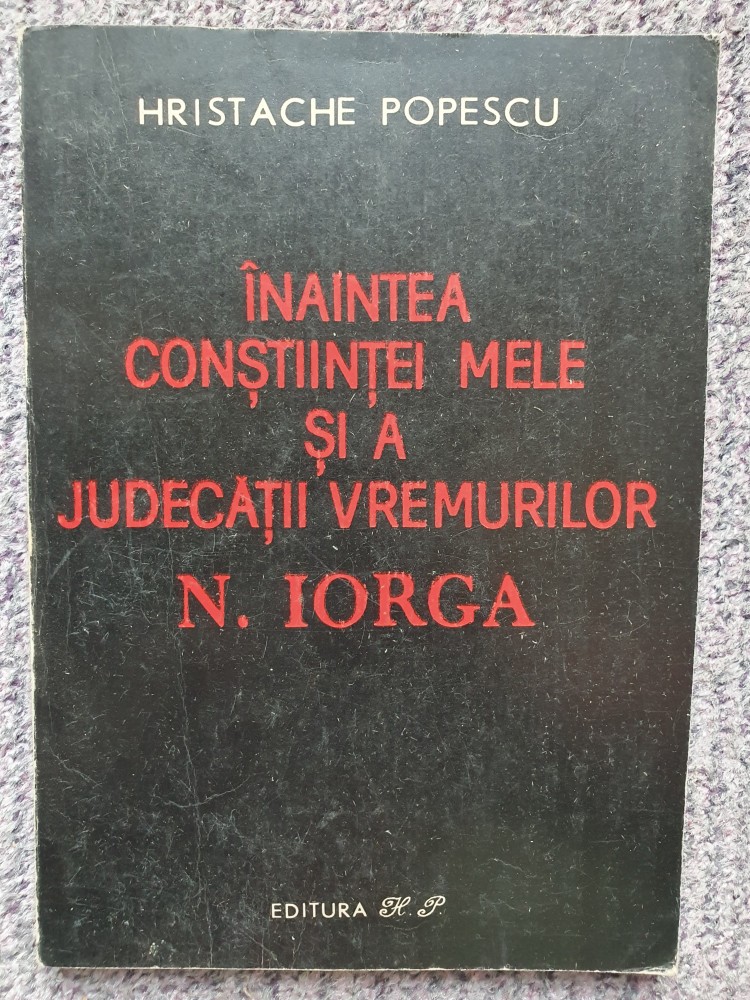 HRISTACHE POPESCU
ÎNAINTEA
CONȘTIINȚEI MELE
ȘI A
JUDECĂȚII VREMURILOR
N. IORGA
EDITURA H. P.